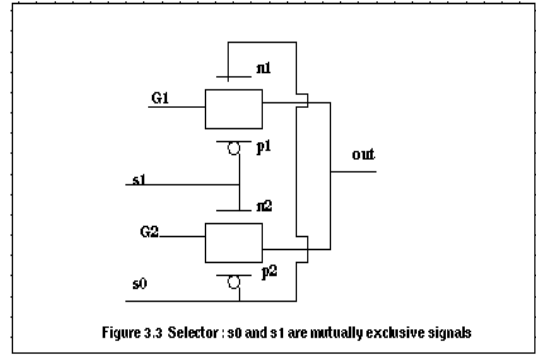 n1
G1
p1
out
s1
n2
G2
p2
s0
Figure 3.3 Selector : s0 and s1 are mutually exclusive signals